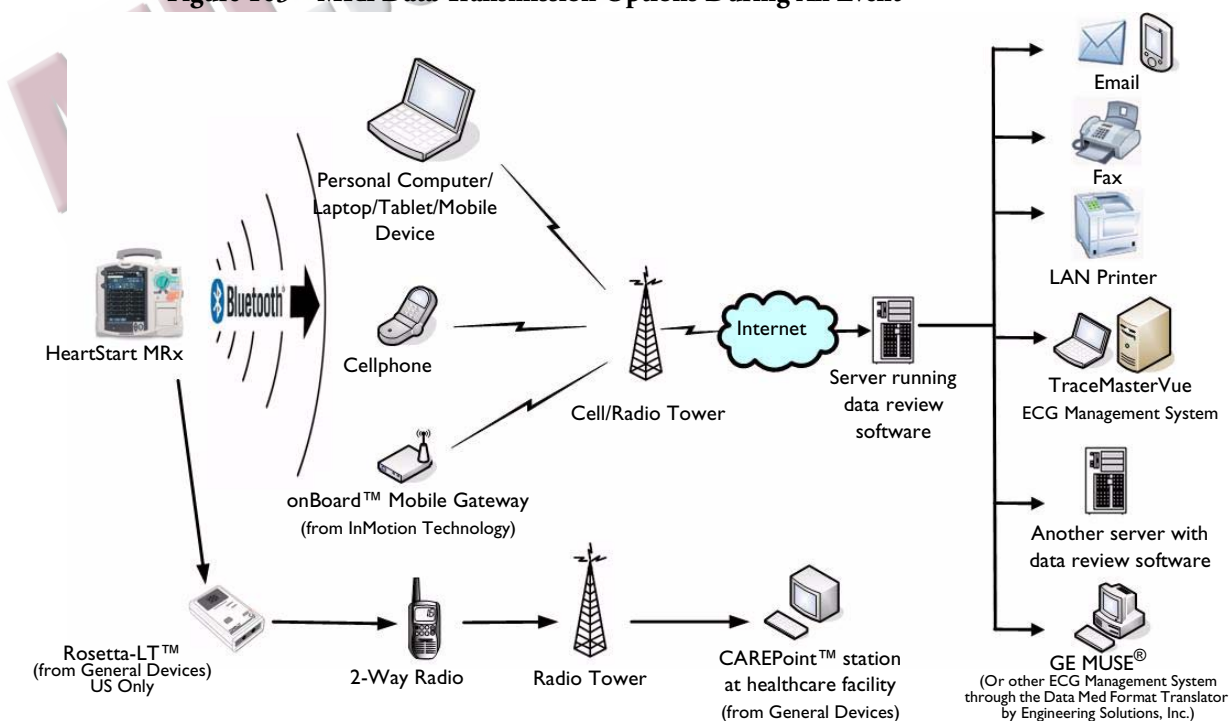 Email
Fax
LAN Printer
Personal Computer/
Laptop/Tablet/Mobile
Device
Bluetooth®
HeartStart MRx
Cellphone
Cell/Radio Tower
Internet
Server running
data review
software
TraceMasterVue
ECG Management System
onBoard™ Mobile Gateway
(from InMotion Technology)
Another server with
data review software
Rosetta-LT™
(from General Devices)
US Only
2-Way Radio
Radio Tower
CAREPoint™ station
at healthcare facility
(from General Devices)
GE MUSE®
(Or other ECG Management System
through the Data Med Format Translator
by Engineering Solutions, Inc.)